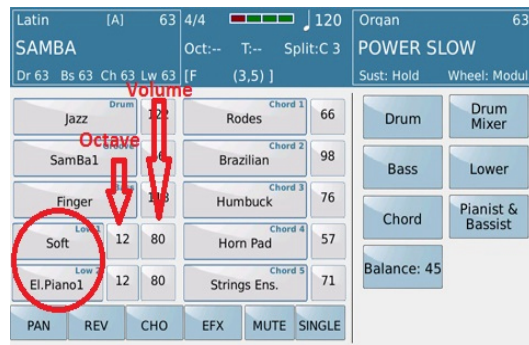 Latin [A] 63 4/4 120 Organ 63
SAMBA Oct:-- T:-- Split:C 3 POWER SLOW
Dr 63 Bs 63 Ch 63 Lw 63 [F (3,5) ] Sust: Hold Wheel: Modul
Volume
Octave
Drum
Jazz
Chord 1
Rodes 66
SamBa1
Chord 2
Brazilian 98
Finger
Chord 3
Humbuck 76
Low 1
Soft 12 80
Chord 4
Horn Pad 57
Low 2
El.Piano1 12 80
Chord 5
Strings Ens. 71
Drum
Drum Mixer
Bass
Lower
Chord
Pianist &
Bassist
Balance: 45
PAN REV CHO EFX MUTE SINGLE